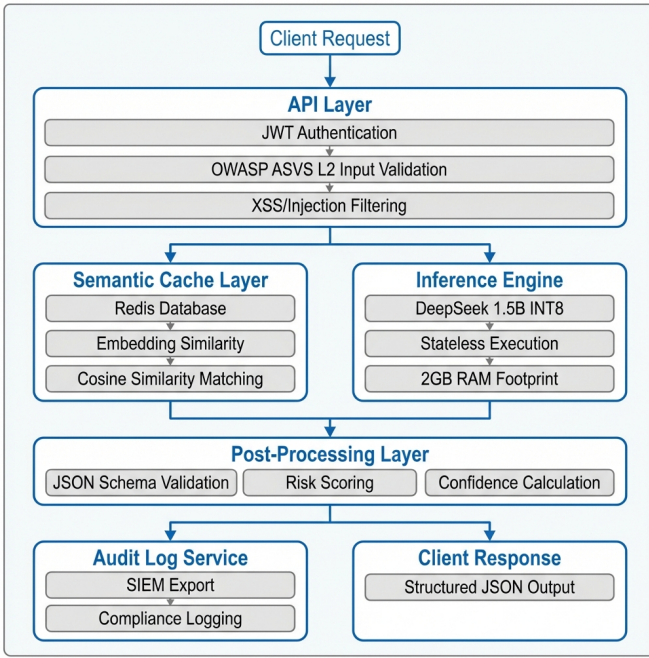 Client Request
API Layer
JWT Authentication
OWASP ASVS L2 Input Validation
XSS/Injection Filtering
Semantic Cache Layer
Redis Database
Embedding Similarity
Cosine Similarity Matching
Inference Engine
DeepSeek 1.5B INT8
Stateless Execution
2GB RAM Footprint
Post-Processing Layer
JSON Schema Validation
Risk Scoring
Confidence Calculation
Audit Log Service
SIEM Export
Compliance Logging
Client Response
Structured JSON Output